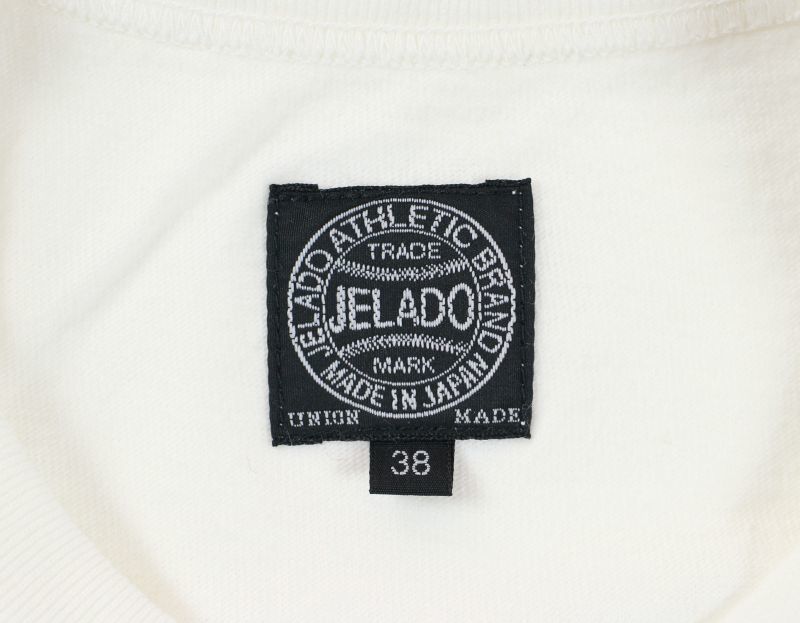 JELADO ATHLETIC BRAND
TRADE
JELADO
MARK
MADE IN JAPAN
UNION MADE
38